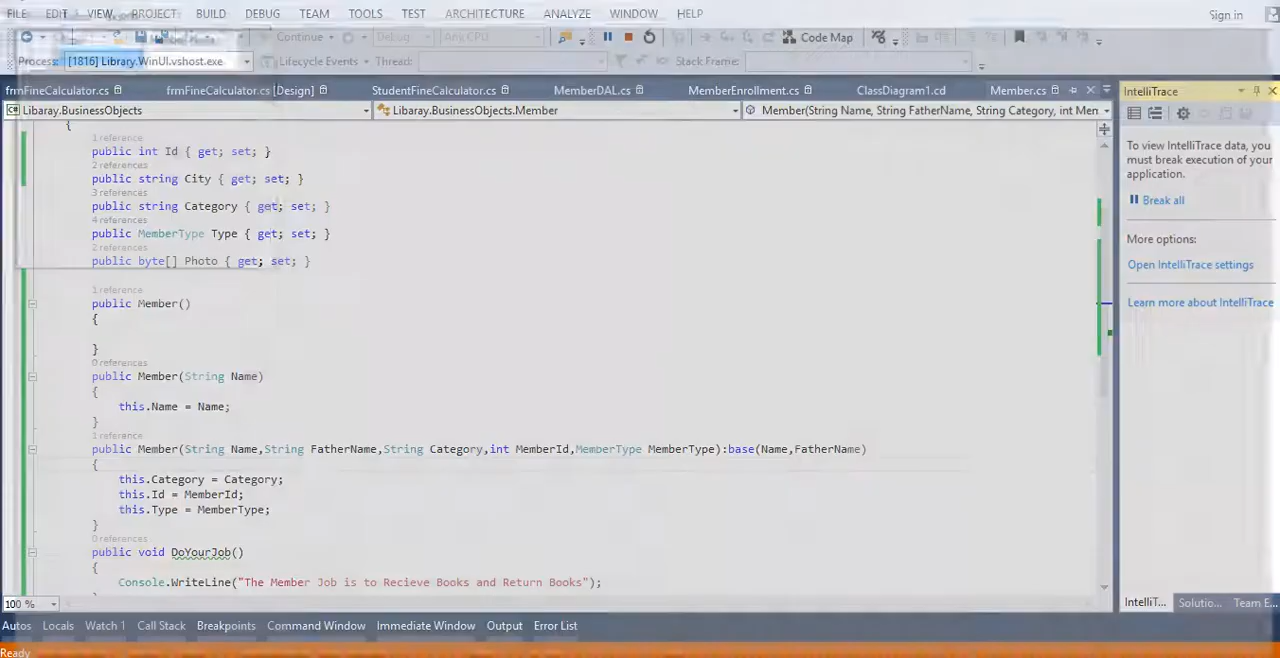 FILE EDIT VIEW PROJECT BUILD DEBUG TEAM TOOLS TEST ARCHITECTURE ANALYZE WINDOW HELP Sign in
Continue Debug Any CPU Code Map
Process: [1816] Library.WinUI.vshost.exe Lifecycle Events Thread: Stack Frame:
frmFineCalculator.cs frmFineCalculator.cs [Design] StudentFineCalculator.cs MemberDAL.cs MemberEnrollment.cs ClassDiagram1.cd Member.cs
Libaray.BusinessObjects Libaray.BusinessObjects.Member Member(String Name, String FatherName, String Category, int Mem
{
1 reference
public int Id { get; set; }
2 references
public string City { get; set; }
3 references
public string Category { get; set; }
4 references
public MemberType Type { get; set; }
2 references
public byte[] Photo { get; set; }
1 reference
public Member()
{
}
0 references
public Member(String Name)
{
this.Name = Name;
}
1 reference
public Member(String Name,String FatherName,String Category,int MemberId,MemberType MemberType):base(Name,FatherName)
{
this.Category = Category;
this.Id = MemberId;
this.Type = MemberType;
}
0 references
public void DoYourJob()
{
Console.WriteLine("The Member Job is to Recieve Books and Return Books");
100 %
IntelliTrace
To view IntelliTrace data, you
must break execution of your
application.
Break all
More options:
Open IntelliTrace settings
Learn more about IntelliTrace
IntelliT... Solutio... Team E...
Autos Locals Watch 1 Call Stack Breakpoints Command Window Immediate Window Output Error List
Ready